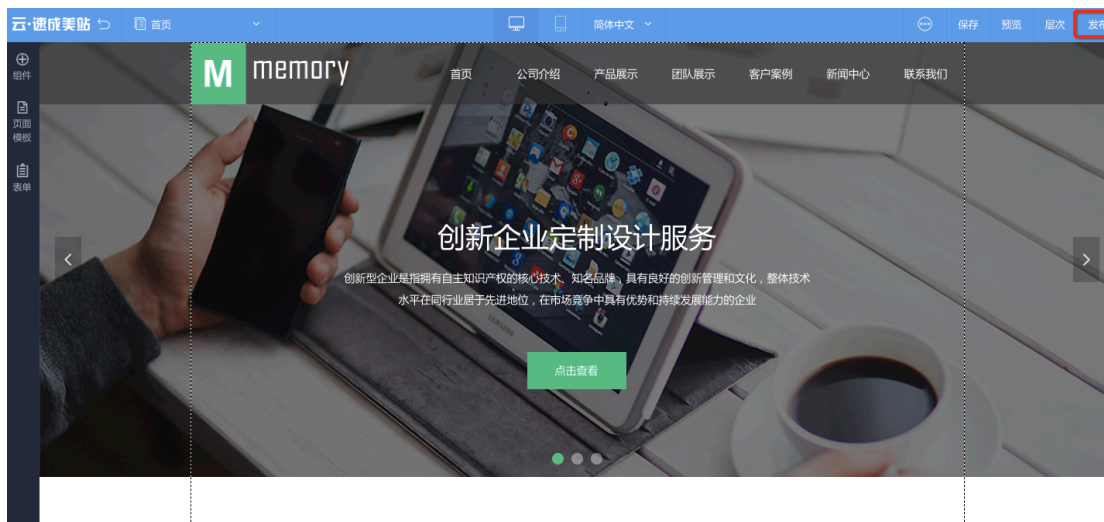 云·速成美站
首页
简体中文
保存
预览
层次
发布
组件
页面
模板
表单
M memory
首页
公司介绍
产品展示
团队展示
客户案例
新闻中心
联系我们
创新企业定制设计服务
创新型企业是指拥有自主知识产权的核心技术、知名品牌，具有良好的创新管理和文化，整体技术
水平在同行业居于先进地位，在市场竞争中具有优势和持续发展能力的企业
点击查看
SAMSUNG